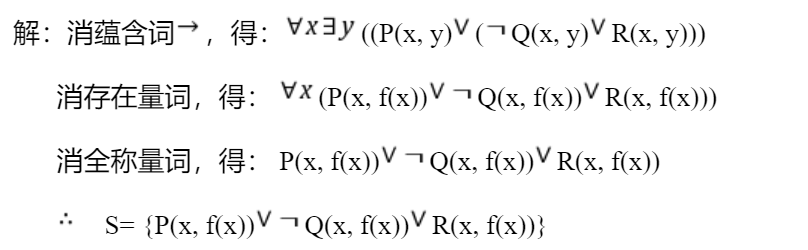 解：消蕴含词→，得：∀x∃y ((P(x, y)∨(¬Q(x, y)∨R(x, y)))
消存在量词，得：∀x (P(x, f(x))∨¬Q(x, f(x))∨R(x, f(x)))
消全称量词，得： P(x, f(x))∨¬Q(x, f(x))∨R(x, f(x))
∴ S= {P(x, f(x))∨¬Q(x, f(x))∨R(x, f(x))}